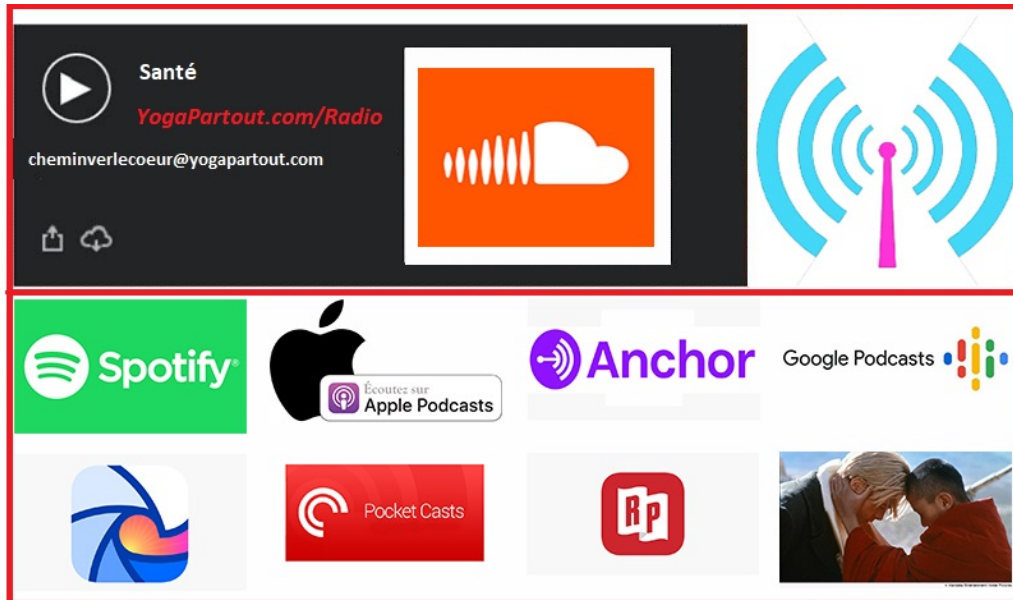 Santé
YogaPartout.com/Radio
cheminverlecoeur@yogapartout.com
Spotify®
Écoutez sur
Apple Podcasts
Anchor
Google Podcasts
Pocket Casts
RP